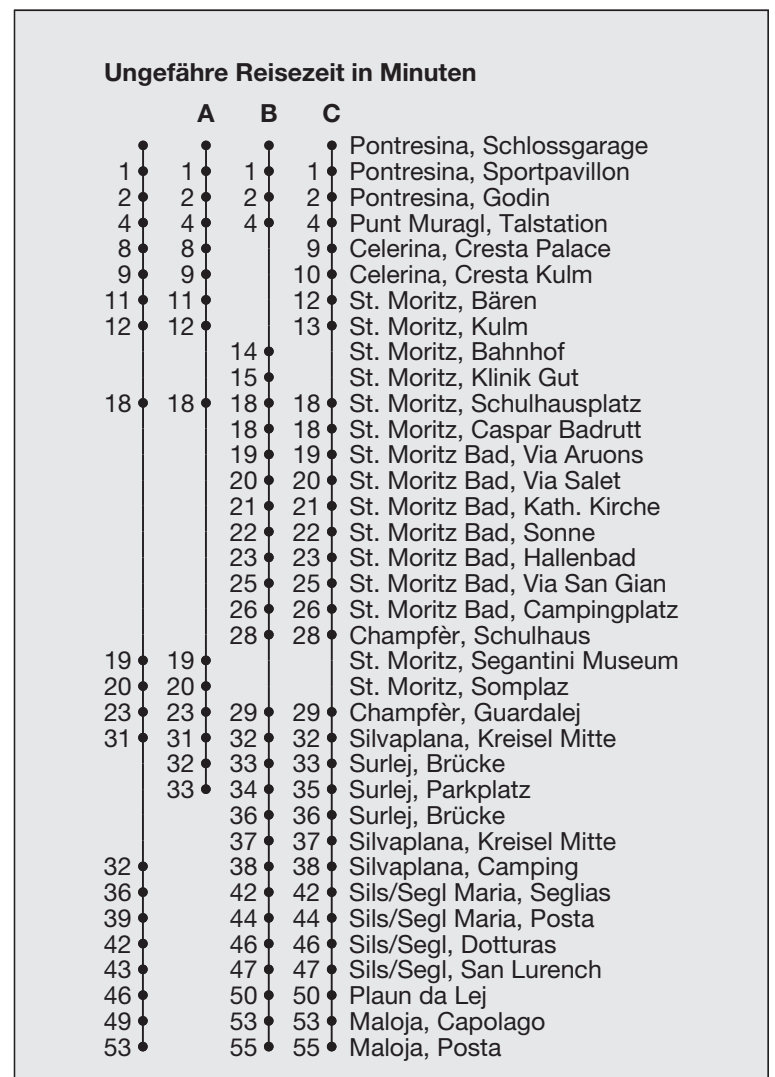 Ungefähre Reisezeit in Minuten
A B C
Pontresina, Schlossgarage
1 1 1 1 Pontresina, Sportpavillon
2 2 2 2 Pontresina, Godin
4 4 4 4 Punt Muragl, Talstation
8 8 9 Celerina, Cresta Palace
9 9 10 Celerina, Cresta Kulm
11 11 12 St. Moritz, Bären
12 12 13 St. Moritz, Kulm
14 St. Moritz, Bahnhof
15 St. Moritz, Klinik Gut
18 18 18 18 St. Moritz, Schulhausplatz
18 18 St. Moritz, Caspar Badrutt
19 19 St. Moritz Bad, Via Aruons
20 20 St. Moritz Bad, Via Salet
21 21 St. Moritz Bad, Kath. Kirche
22 22 St. Moritz Bad, Sonne
23 23 St. Moritz Bad, Hallenbad
25 25 St. Moritz Bad, Via San Gian
26 26 St. Moritz Bad, Campingplatz
28 28 Champfèr, Schulhaus
19 19 St. Moritz, Segantini Museum
20 20 St. Moritz, Somplaz
23 23 29 29 Champfèr, Guardalej
31 31 32 32 Silvaplana, Kreisel Mitte
32 33 33 Surlej, Brücke
33 34 35 Surlej, Parkplatz
36 36 Surlej, Brücke
37 37 Silvaplana, Kreisel Mitte
32 38 38 Silvaplana, Camping
36 42 42 Sils/Segl Maria, Seglias
39 44 44 Sils/Segl Maria, Posta
42 46 46 Sils/Segl, Dotturas
43 47 47 Sils/Segl, San Lurench
46 50 50 Plaun da Lej
49 53 53 Maloja, Capolago
53 55 55 Maloja, Posta